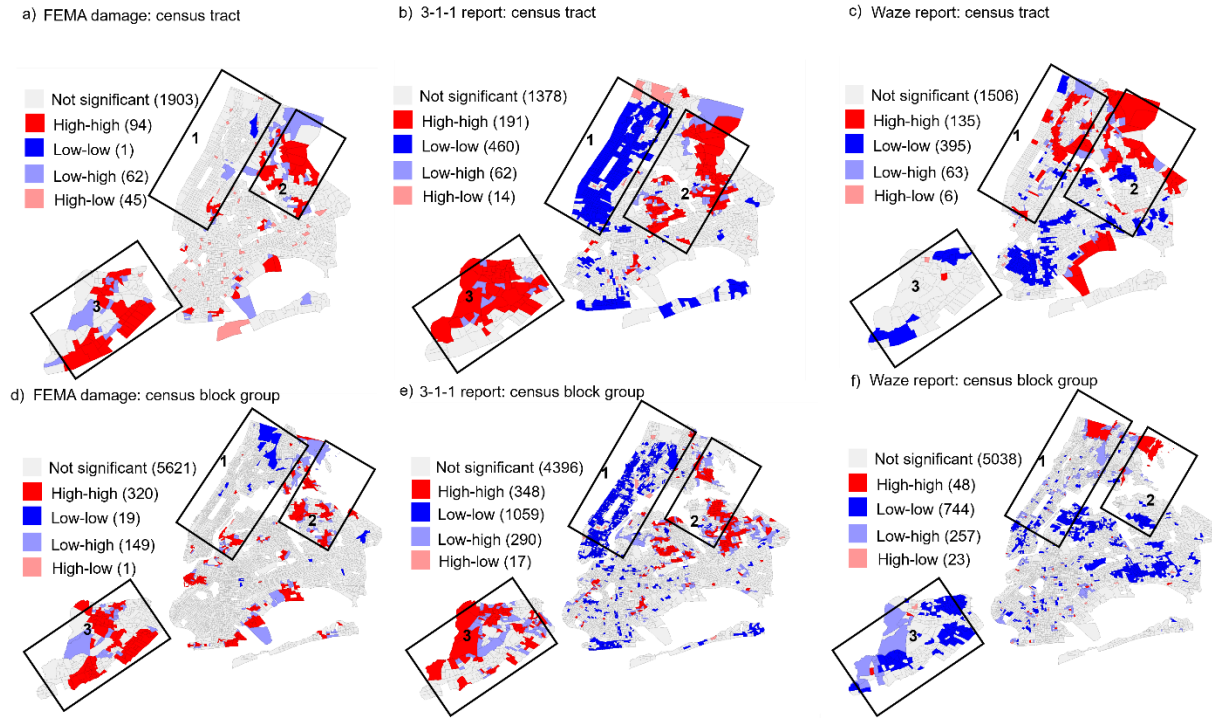 a) FEMA damage: census tract
Not significant (1903)
High-high (94)
Low-low (1)
Low-high (62)
High-low (45)
1
2
3
b) 3-1-1 report: census tract
Not significant (1378)
High-high (191)
Low-low (460)
Low-high (62)
High-low (14)
1
2
3
c) Waze report: census tract
Not significant (1506)
High-high (135)
Low-low (395)
Low-high (63)
High-low (6)
1
2
3
d) FEMA damage: census block group
Not significant (5621)
High-high (320)
Low-low (19)
Low-high (149)
High-low (1)
1
2
3
e) 3-1-1 report: census block group
Not significant (4396)
High-high (348)
Low-low (1059)
Low-high (290)
High-low (17)
1
2
3
f) Waze report: census block group
Not significant (5038)
High-high (48)
Low-low (744)
Low-high (257)
High-low (23)
1
2
3